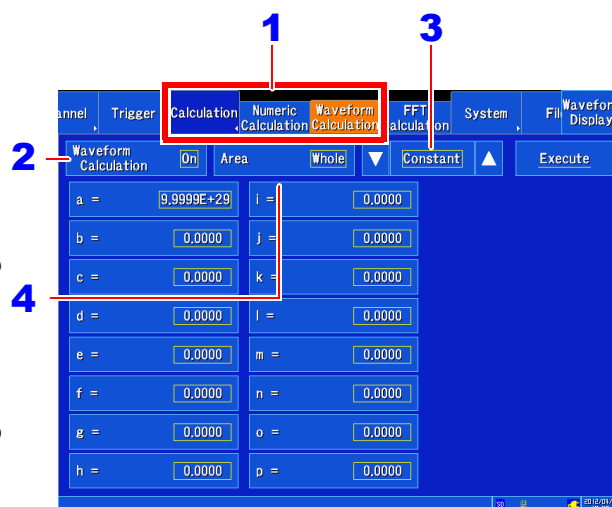 1
3
nnel
Trigger
Calculation
Numeric Calculation
Waveform Calculation
FFT alculation
System
Fil
Wavefor Display
2
Waveform Calculation
On
Area
Whole
▼
Constant
▲
Execute
a = 9.9999E+29
i = 0.0000
b = 0.0000
j = 0.0000
c = 0.0000
k = 0.0000
4
d = 0.0000
l = 0.0000
e = 0.0000
m = 0.0000
f = 0.0000
n = 0.0000
g = 0.0000
o = 0.0000
h = 0.0000
p = 0.0000
SD